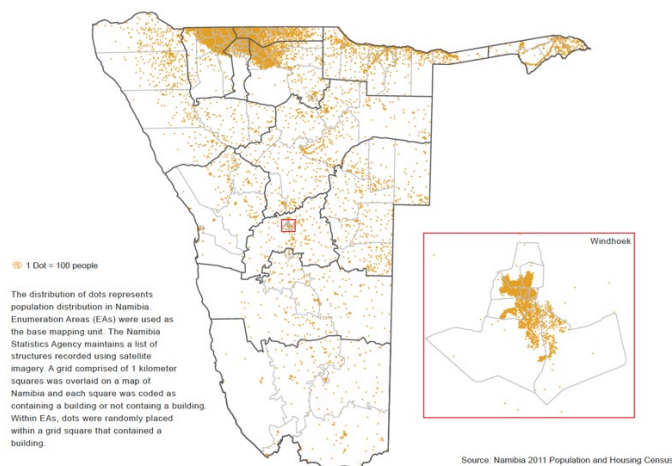 Windhoek
1 Dot = 100 people
The distribution of dots represents
population distribution in Namibia.
Enumeration Areas (EAs) were used as
the base mapping unit. The Namibia
Statistics Agency maintains a list of
structures recorded using satellite
imagery. A grid comprised of 1 kilometer
squares was overlaid on a map of
Namibia and each square was coded as
containing a building or not containg a building.
Within EAs, dots were randomly placed
within a grid square that contained a
building.
Source: Namibia 2011 Population and Housing Census